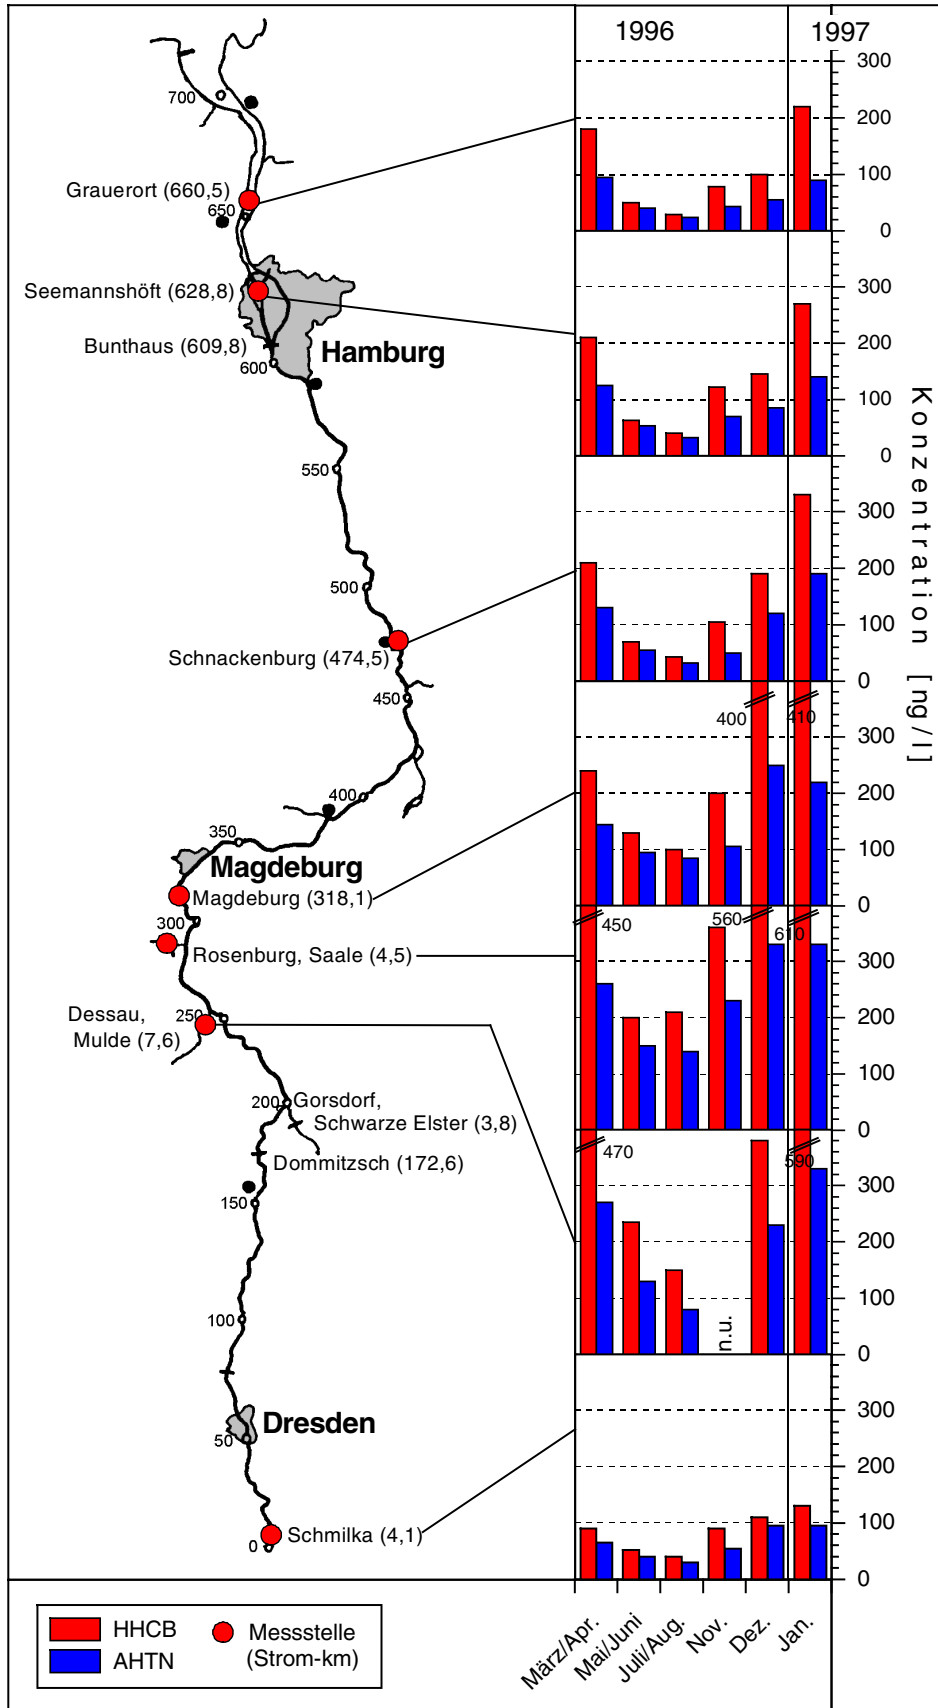 1996
1997
700
Grauerort (660,5)
650
Seemannshöft (628,8)
Bunthaus (609,8)
600
Hamburg
550
500
Schnackenburg (474,5)
450
400
350
Magdeburg
Magdeburg (318,1)
300
Rosenburg, Saale (4,5)
Dessau,
Mulde (7,6)
250
200
Gorsdorf,
Schwarze Elster (3,8)
Dommitzsch (172,6)
150
100
Dresden
50
Schmilka (4,1)
0
300
200
100
0
300
200
100
0
300
200
100
0
400
410
300
200
100
0
450
560
610
300
200
100
0
470
590
n.u.
300
200
100
0
300
200
100
0
Konzentration [ng/l]
März/Apr.
Mai/Juni
Juli/Aug.
Nov.
Dez.
Jan.
HHCB
AHTN
Messstelle
(Strom-km)